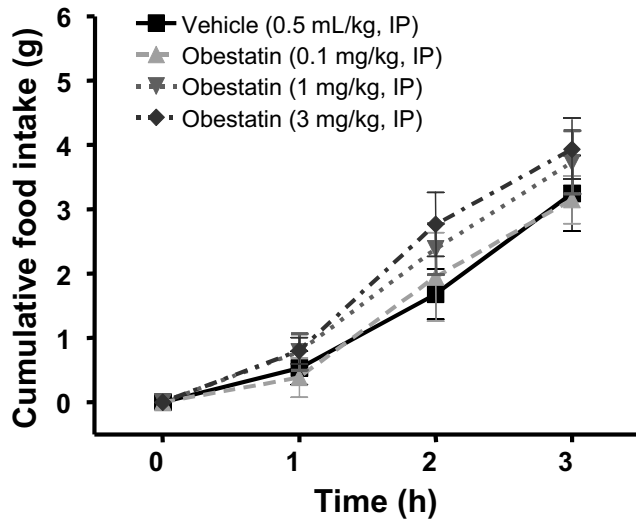 Vehicle (0.5 mL/kg, IP)
Obestatin (0.1 mg/kg, IP)
Obestatin (1 mg/kg, IP)
Obestatin (3 mg/kg, IP)
Cumulative food intake (g)
6
5
4
3
2
1
0
0 1 2 3
Time (h)